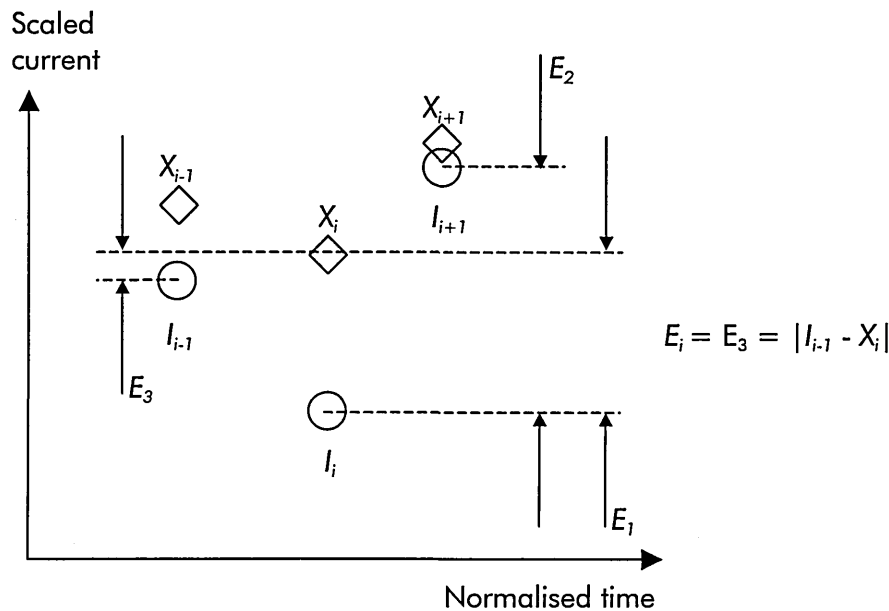 Scaled
current
E₂
Xᵢ₊₁
Xᵢ₋₁
Xᵢ
Iᵢ₊₁
Iᵢ₋₁
Eᵢ = E₃ = |Iᵢ₋₁ - Xᵢ|
E₃
Iᵢ
E₁
Normalised time